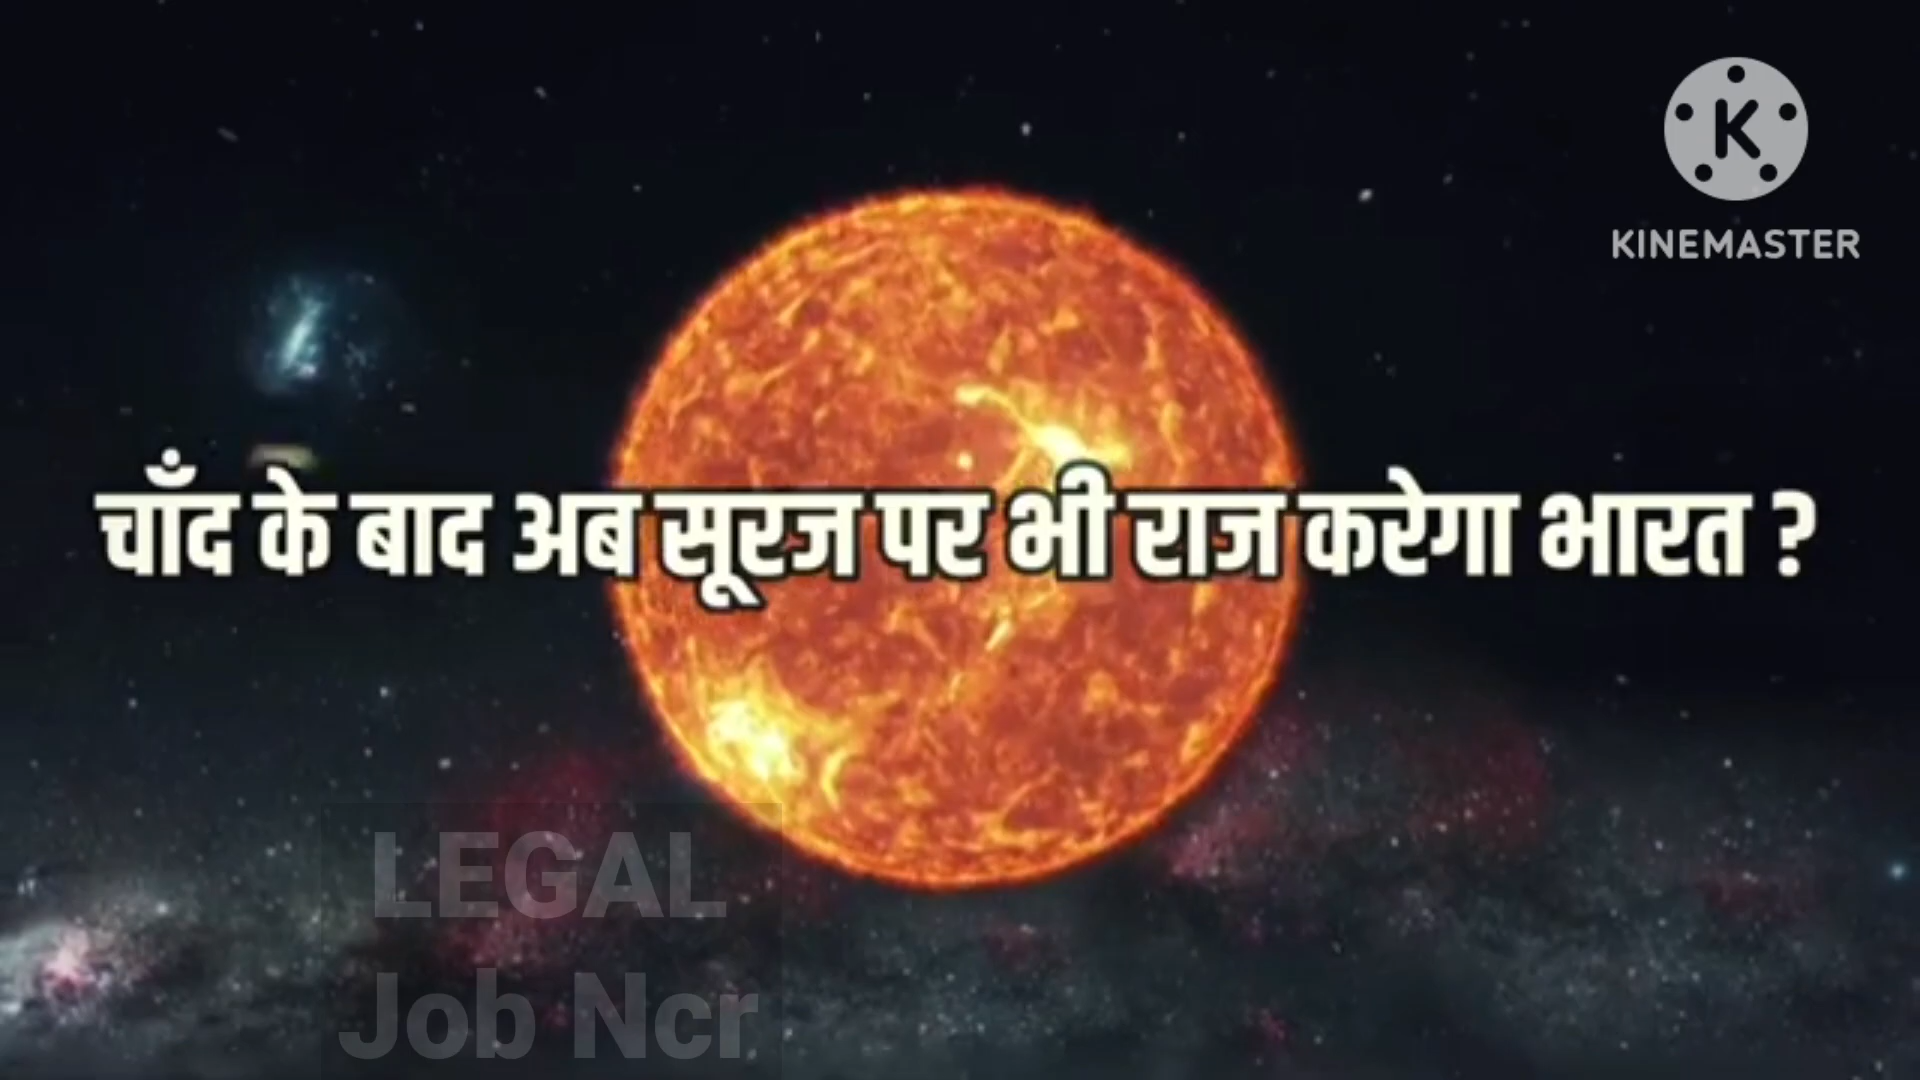 K
KINEMASTER
चाँद के बाद अब सूरज पर भी राज करेगा भारत ?
LEGAL
Job Ncr